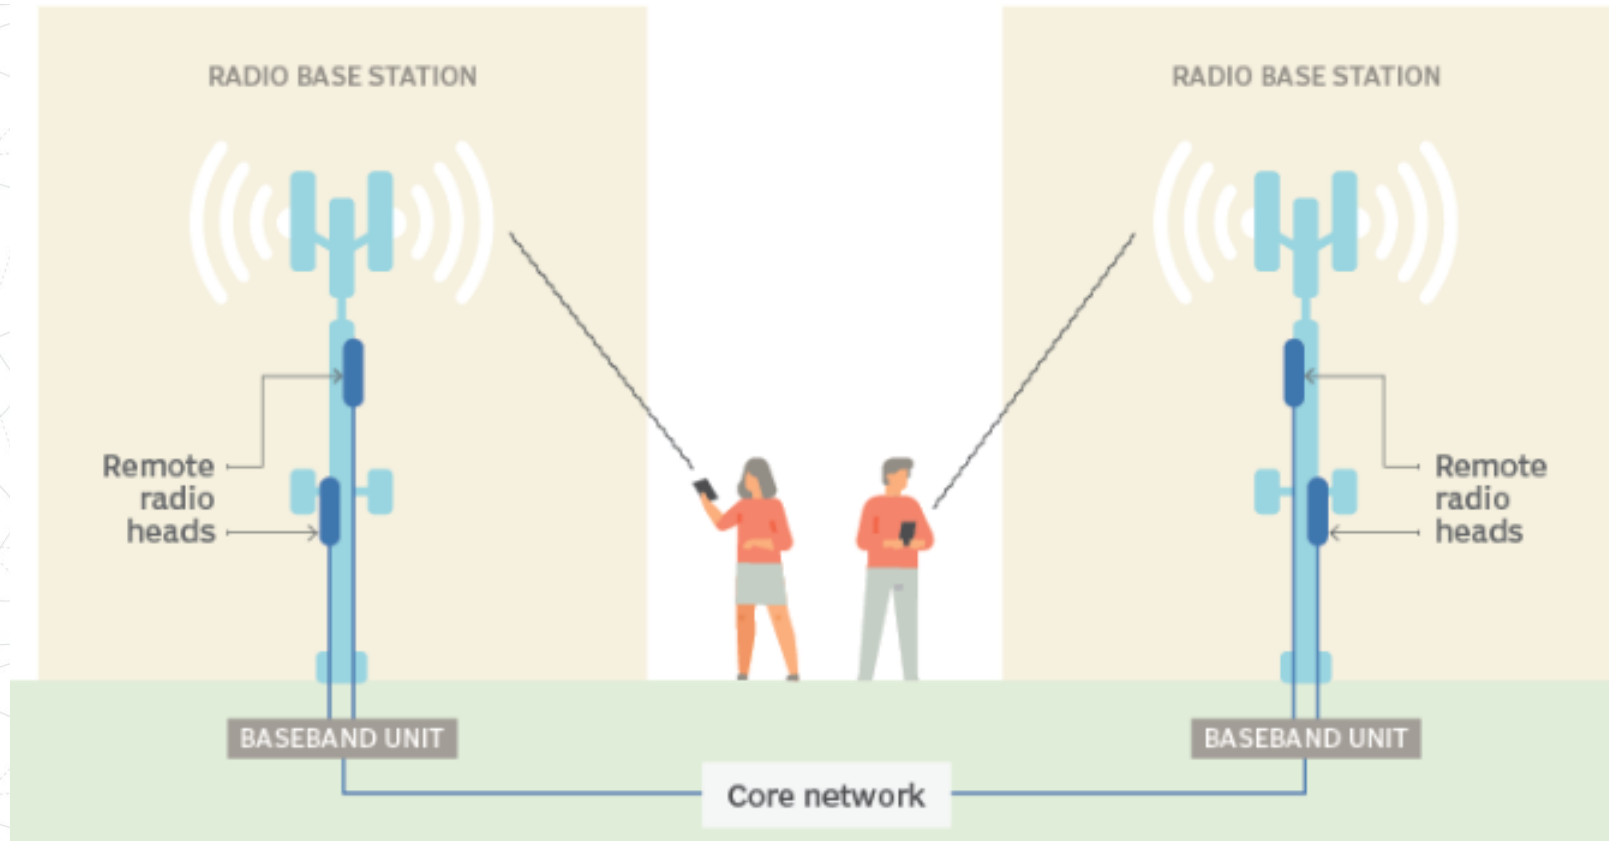 RADIO BASE STATION
RADIO BASE STATION
Remote
radio
heads
Remote
radio
heads
BASEBAND UNIT
BASEBAND UNIT
Core network